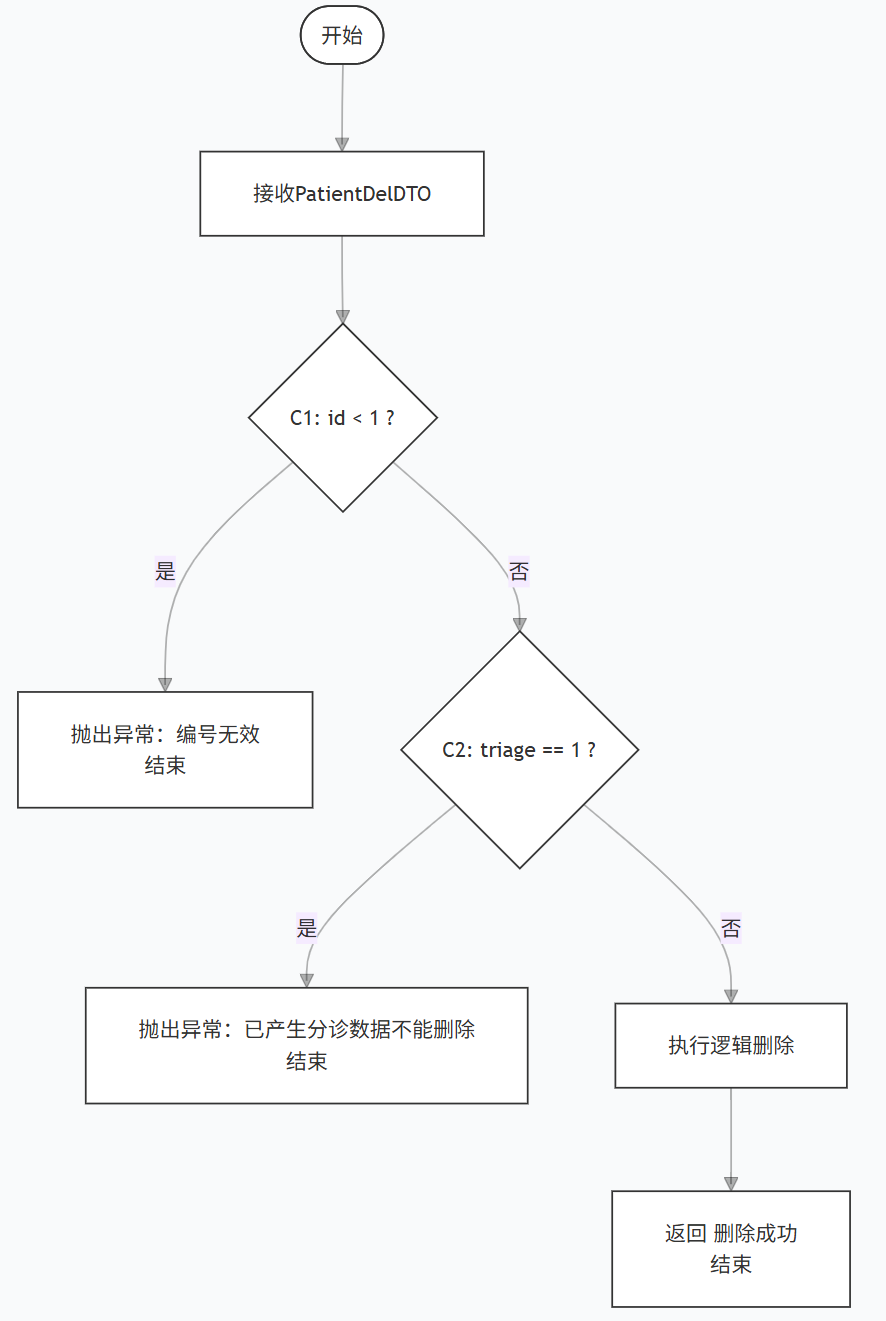 开始
接收PatientDelDTO
C1: id < 1 ?
是
否
抛出异常：编号无效
结束
C2: triage == 1 ?
是
否
抛出异常：已产生分诊数据不能删除
结束
执行逻辑删除
返回 删除成功
结束